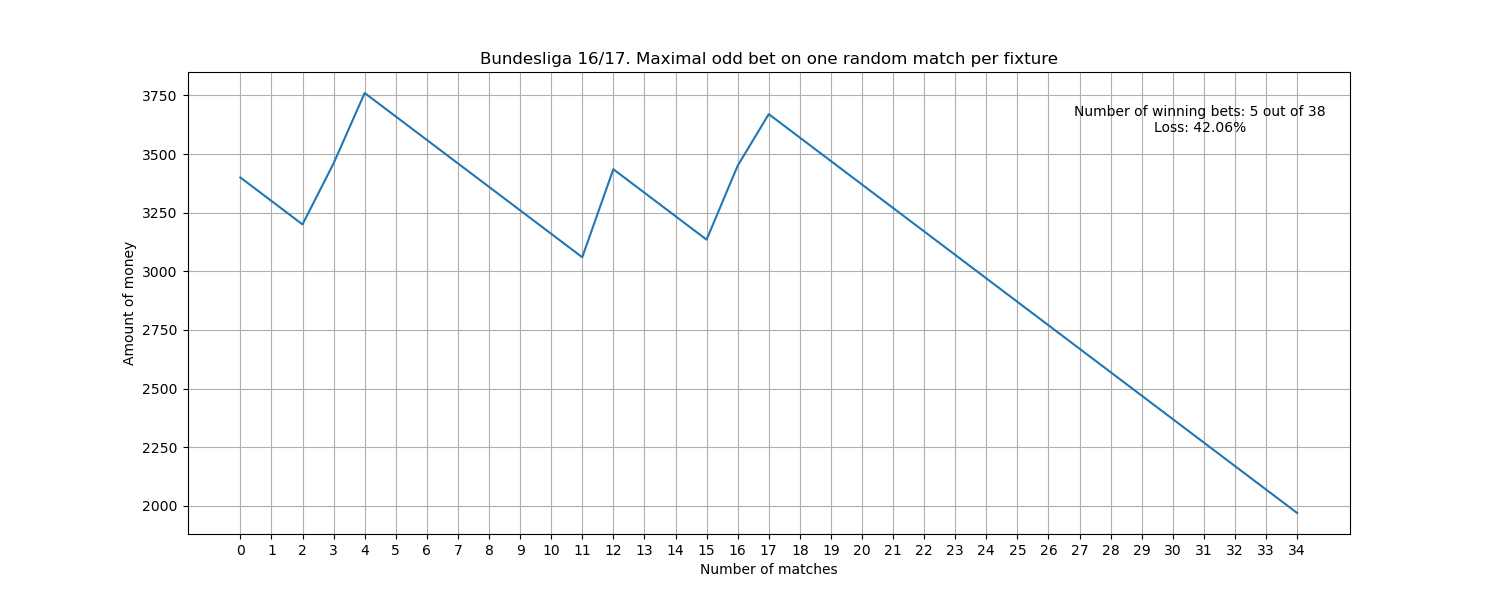 Bundesliga 16/17. Maximal odd bet on one random match per fixture
Number of winning bets: 5 out of 38
Loss: 42.06%
Amount of money
3750
3500
3250
3000
2750
2500
2250
2000
0 1 2 3 4 5 6 7 8 9 10 11 12 13 14 15 16 17 18 19 20 21 22 23 24 25 26 27 28 29 30 31 32 33 34
Number of matches